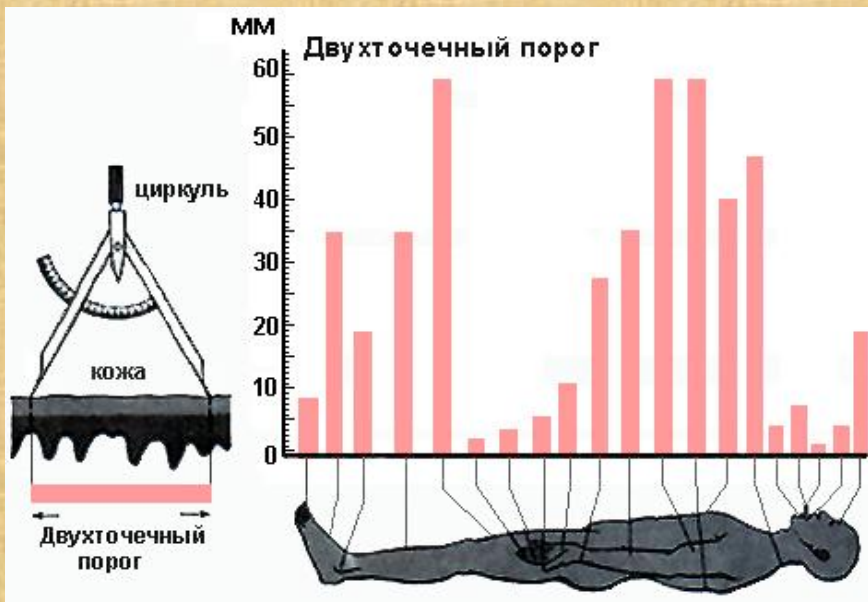 мм
Двухточечный порог
60
50
40
30
20
10
0
циркуль
кожа
Двухточечный
порог